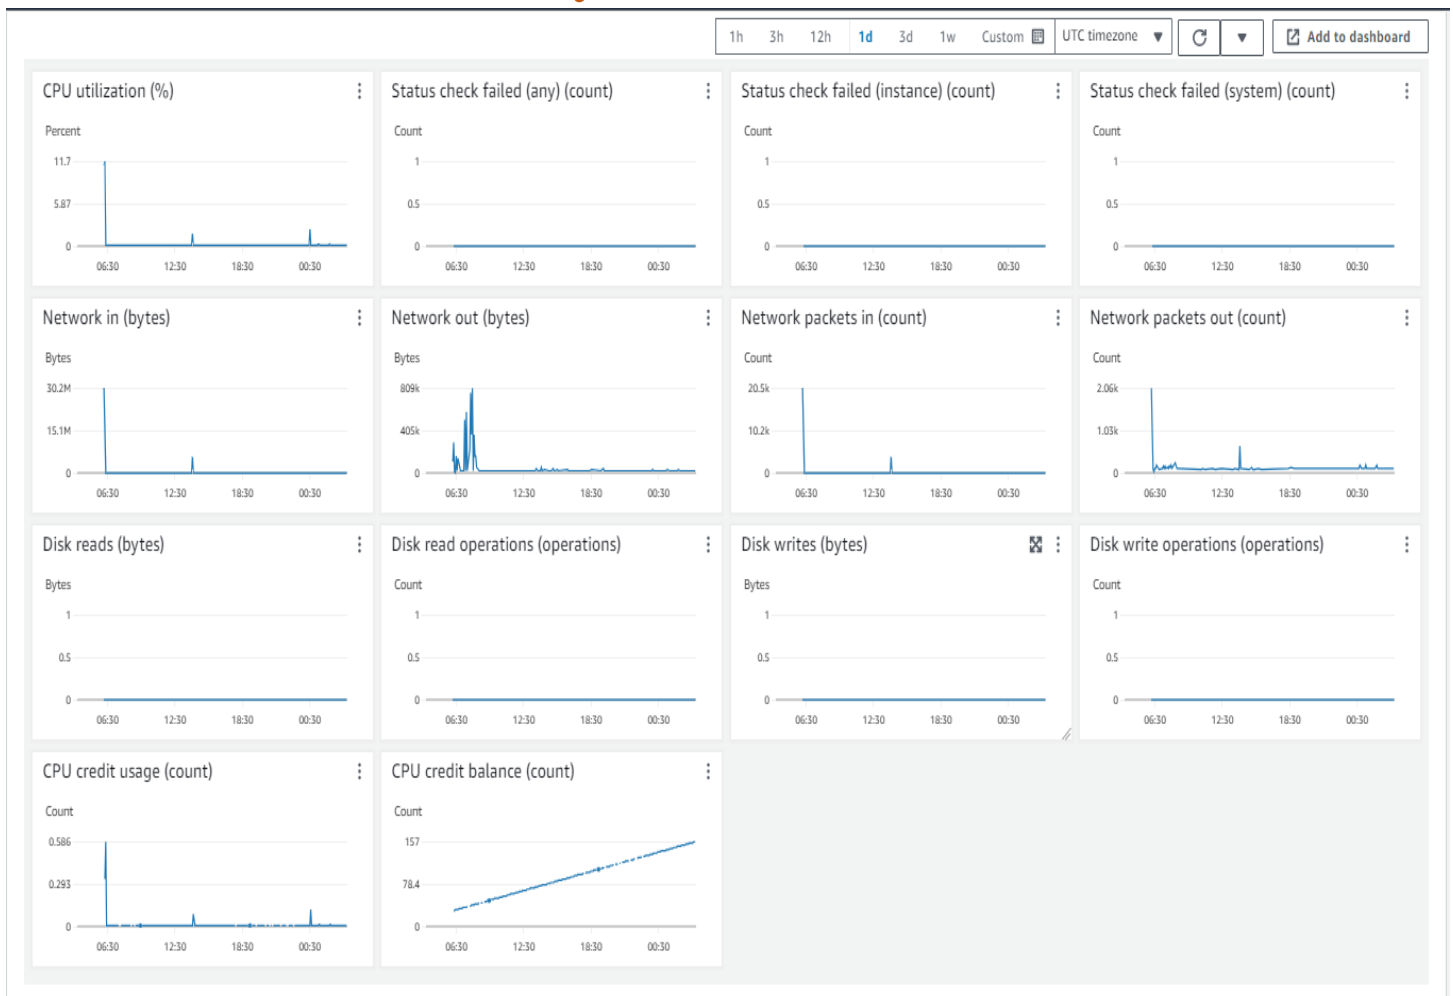 1h 3h 12h 1d 3d 1w Custom UTC timezone Add to dashboard
CPU utilization (%)
Percent
11.7
5.87
0
06:30 12:30 18:30 00:30
Status check failed (any) (count)
Count
1
0.5
0
06:30 12:30 18:30 00:30
Status check failed (instance) (count)
Count
1
0.5
0
06:30 12:30 18:30 00:30
Status check failed (system) (count)
Count
1
0.5
0
06:30 12:30 18:30 00:30
Network in (bytes)
Bytes
30.2M
15.1M
0
06:30 12:30 18:30 00:30
Network out (bytes)
Bytes
809k
405k
0
06:30 12:30 18:30 00:30
Network packets in (count)
Count
20.5k
10.2k
0
06:30 12:30 18:30 00:30
Network packets out (count)
Count
2.06k
1.03k
0
06:30 12:30 18:30 00:30
Disk reads (bytes)
Bytes
1
0.5
0
06:30 12:30 18:30 00:30
Disk read operations (operations)
Count
1
0.5
0
06:30 12:30 18:30 00:30
Disk writes (bytes)
Bytes
1
0.5
0
06:30 12:30 18:30 00:30
Disk write operations (operations)
Count
1
0.5
0
06:30 12:30 18:30 00:30
CPU credit usage (count)
Count
0.586
0.293
0
06:30 12:30 18:30 00:30
CPU credit balance (count)
Count
157
78.4
0
06:30 12:30 18:30 00:30